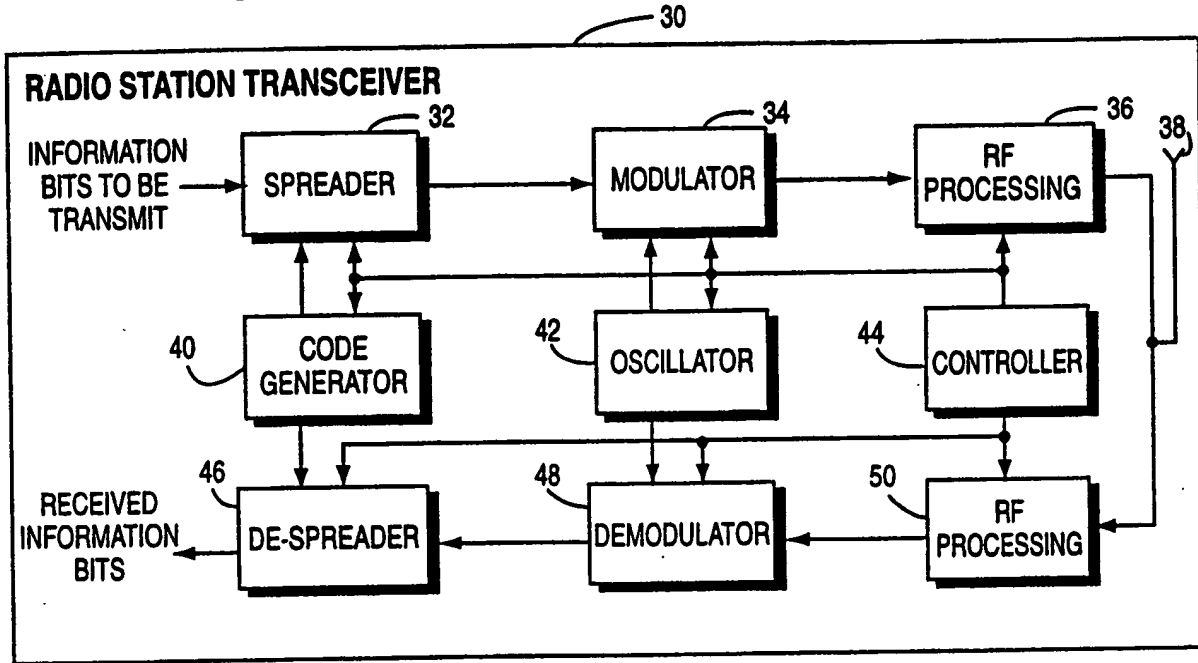 30
RADIO STATION TRANSCEIVER
32
34
36
38
INFORMATION
BITS TO BE
TRANSMIT
SPREADER
MODULATOR
RF
PROCESSING
40
CODE
GENERATOR
42
OSCILLATOR
44
CONTROLLER
46
48
50
RECEIVED
INFORMATION
BITS
DE-SPREADER
DEMODULATOR
RF
PROCESSING